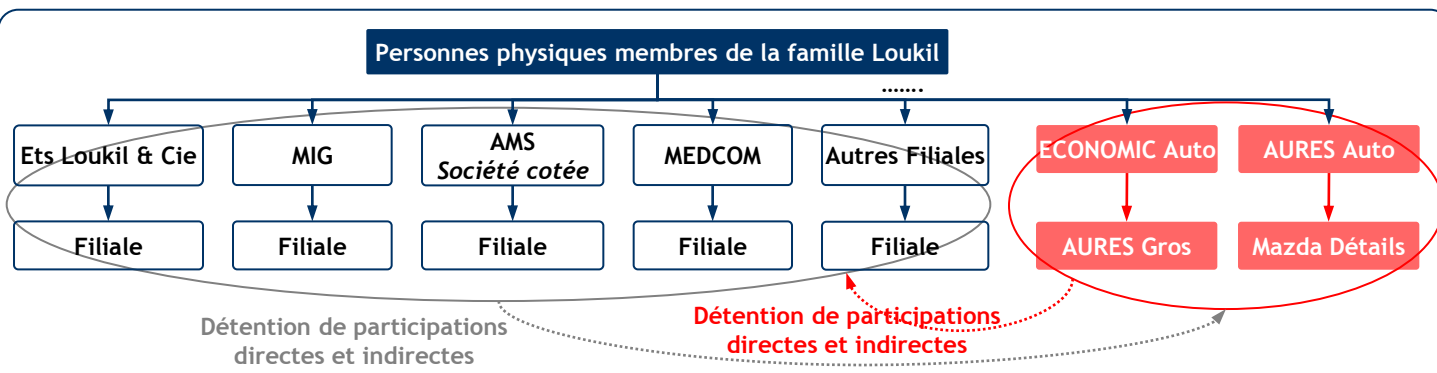 Personnes physiques membres de la famille Loukil
…….
Ets Loukil & Cie
MIG
AMS
Société cotée
MEDCOM
Autres Filiales
ECONOMIC Auto
AURES Auto
Filiale
Filiale
Filiale
Filiale
Filiale
AURES Gros
Mazda Détails
Détention de participations
directes et indirectes
Détention de participations
directes et indirectes